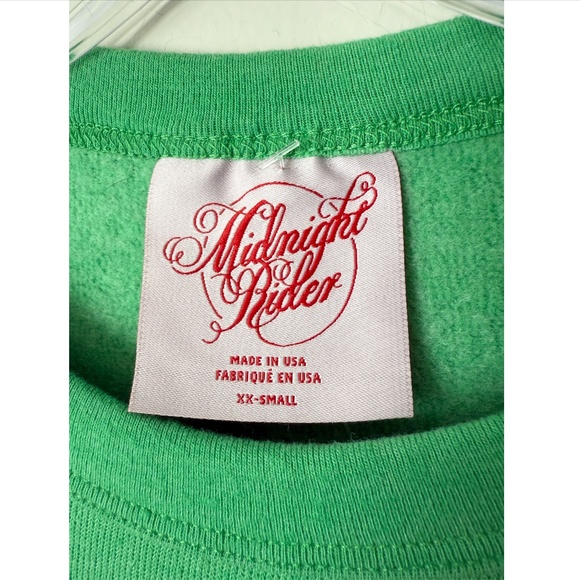 Midnight
Rider
MADE IN USA
FABRIQUÉ EN USA
XX-SMALL